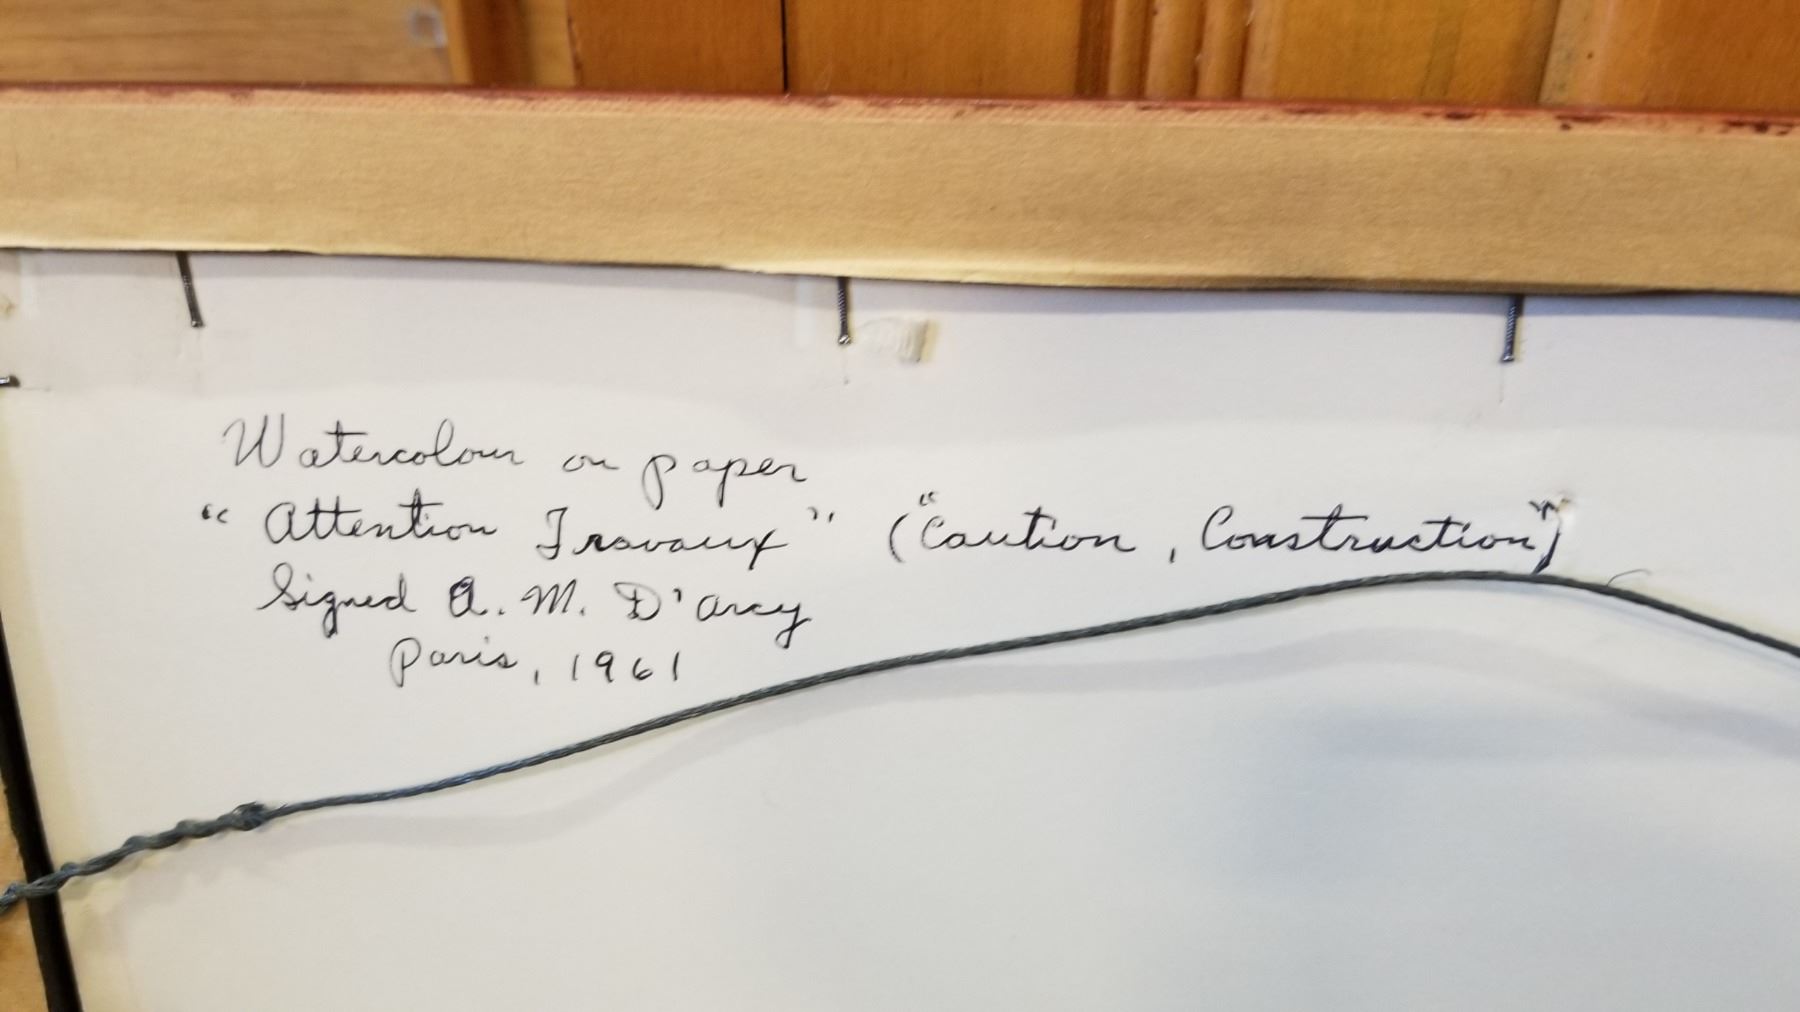 Watercolour on paper
"Attention Travaux" ("Caution, Construction")
Signed A. M. D'Arcy
Paris, 1961